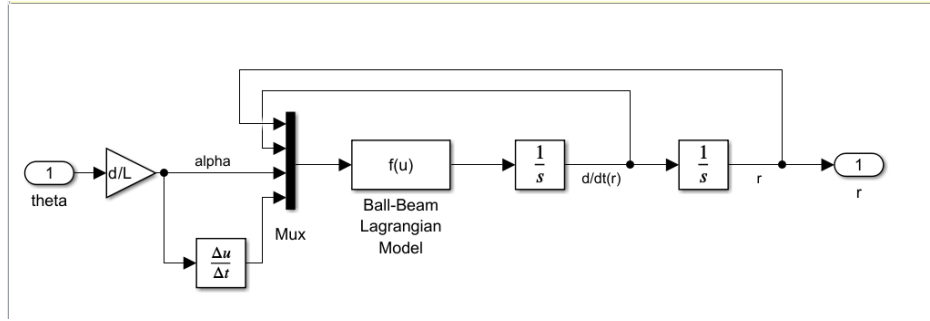 1
theta
d/L
alpha
Δu
Δt
Mux
f(u)
Ball-Beam
Lagrangian
Model
1
s
d/dt(r)
1
s
r
1
r